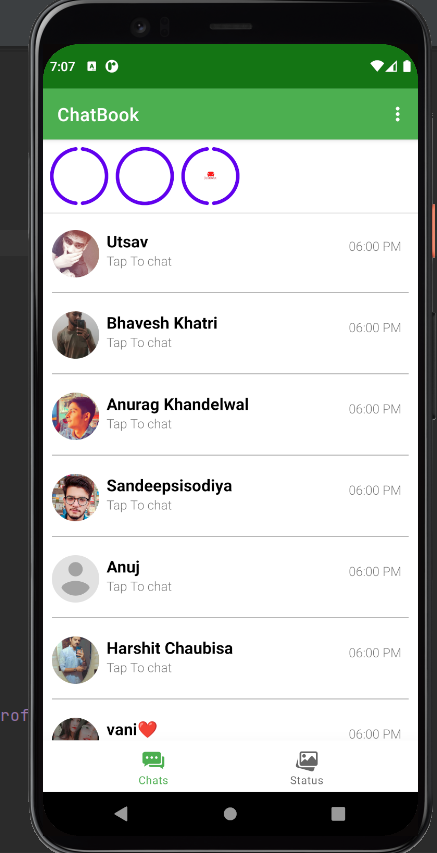 7:07
ChatBook
Utsav
06:00 PM
Tap To chat
Bhavesh Khatri
06:00 PM
Tap To chat
Anurag Khandelwal
06:00 PM
Tap To chat
Sandeepsisodiya
06:00 PM
Tap To chat
Anuj
06:00 PM
Tap To chat
Harshit Chaubisa
06:00 PM
Tap To chat
rof
vani❤️
06:00 PM
Chats
Status